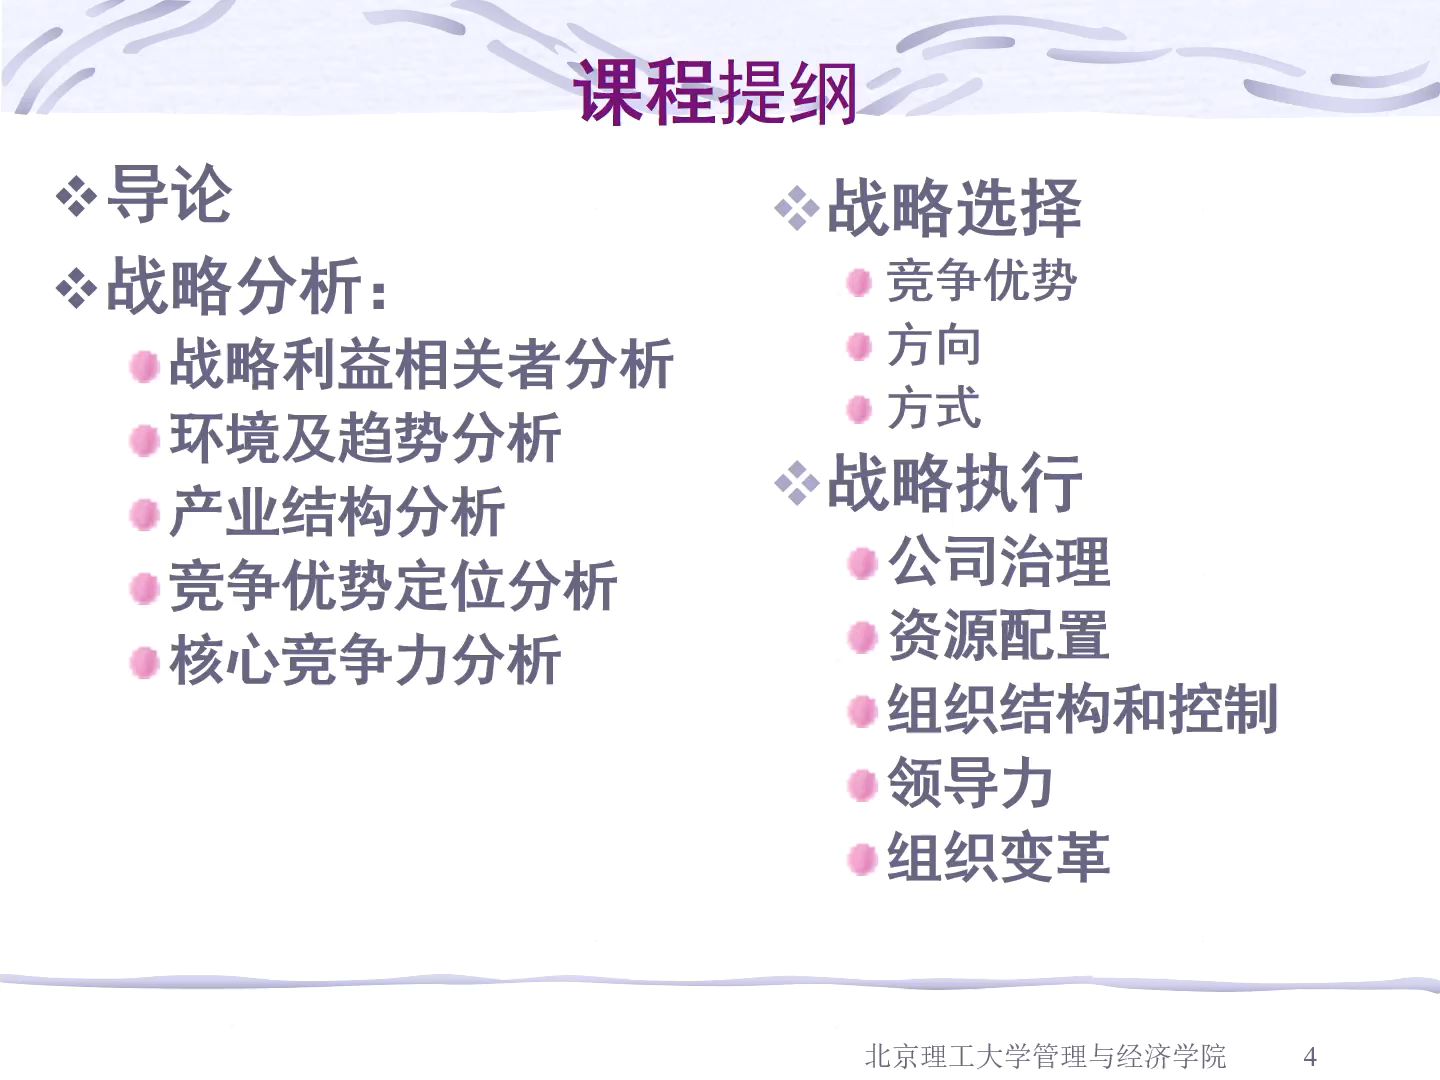 课程提纲
导论
战略分析：
战略利益相关者分析
环境及趋势分析
产业结构分析
竞争优势定位分析
核心竞争力分析
战略选择
竞争优势
方向
方式
战略执行
公司治理
资源配置
组织结构和控制
领导力
组织变革
北京理工大学管理与经济学院 4